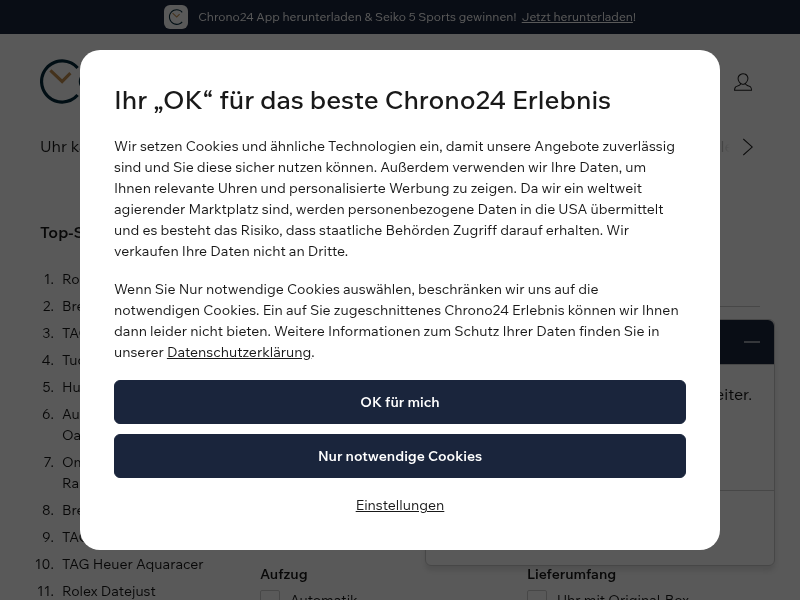 Chrono24 App herunterladen & Seiko 5 Sports gewinnen! Jetzt herunterladen!
Ihr „OK“ für das beste Chrono24 Erlebnis
Uhr
Wir setzen Cookies und ähnliche Technologien ein, damit unsere Angebote zuverlässig
sind und Sie diese sicher nutzen können. Außerdem verwenden wir Ihre Daten, um
Ihnen relevante Uhren und personalisierte Werbung zu zeigen. Da wir ein weltweit
agierender Marktplatz sind, werden personenbezogene Daten in die USA übermittelt
und es besteht das Risiko, dass staatliche Behörden Zugriff darauf erhalten. Wir
verkaufen Ihre Daten nicht an Dritte.
Wenn Sie Nur notwendige Cookies auswählen, beschränken wir uns auf die
notwendigen Cookies. Ein auf Sie zugeschnittenes Chrono24 Erlebnis können wir Ihnen
dann leider nicht bieten. Weitere Informationen zum Schutz Ihrer Daten finden Sie in
unserer Datenschutzerklärung.
OK für mich
Nur notwendige Cookies
Einstellungen
Top-S
1. Ro
2. Bre
3. TA
4. Tud
5. Hu
6. Au
Oa
7. Om
Ra
8. Bre
9. TA
10. TAG Heuer Aquaracer
11. Rolex Datejust
eiter.
Aufzug
Automatik
Lieferumfang
Uhr mit Original-Box